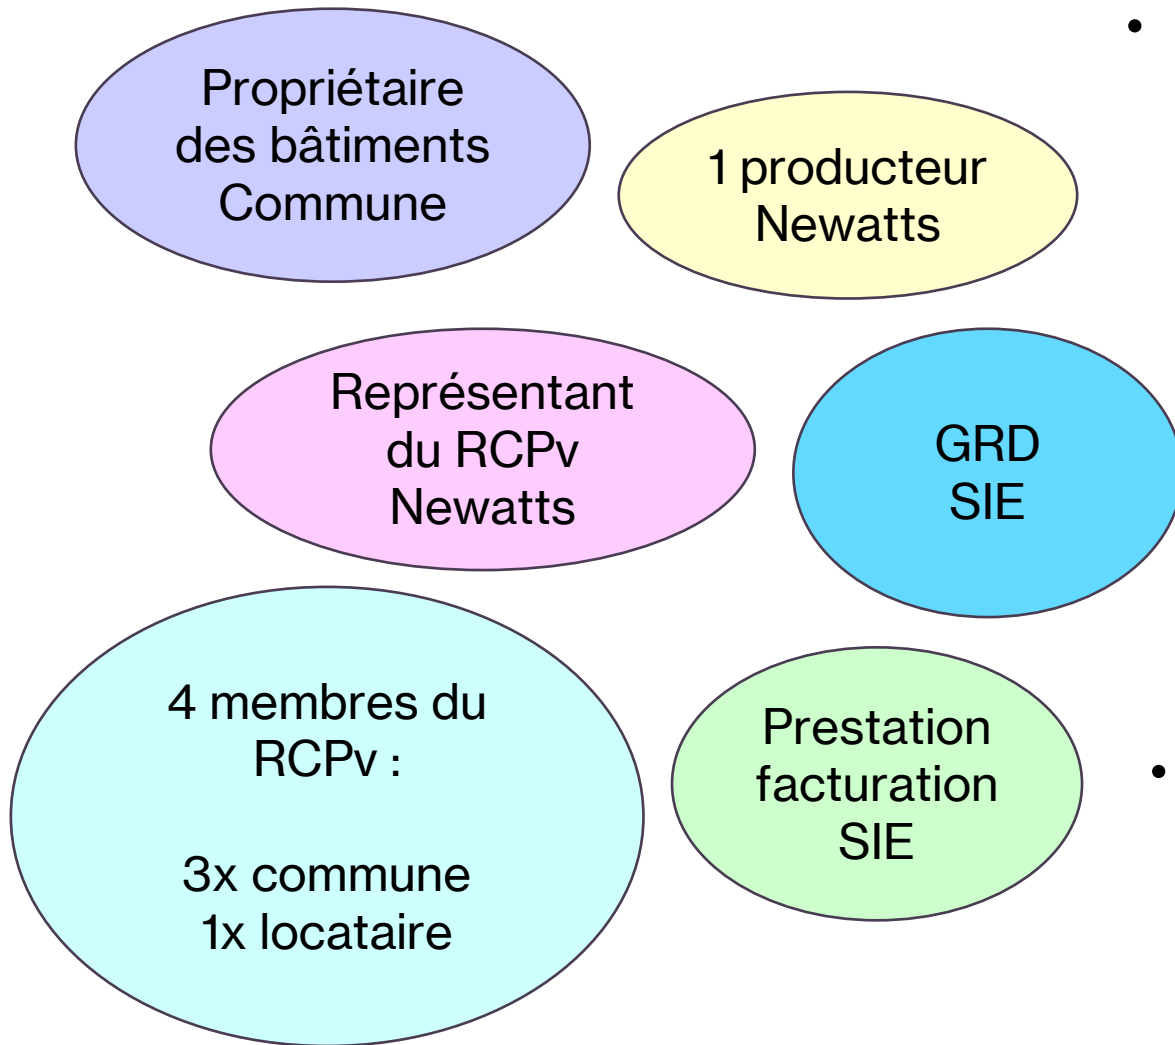 Propriétaire
des bâtiments
Commune
1 producteur
Newatts
Représentant
du RCPv
Newatts
GRD
SIE
4 membres du
RCPv :
3x commune
1x locataire
Prestation
facturation
SIE